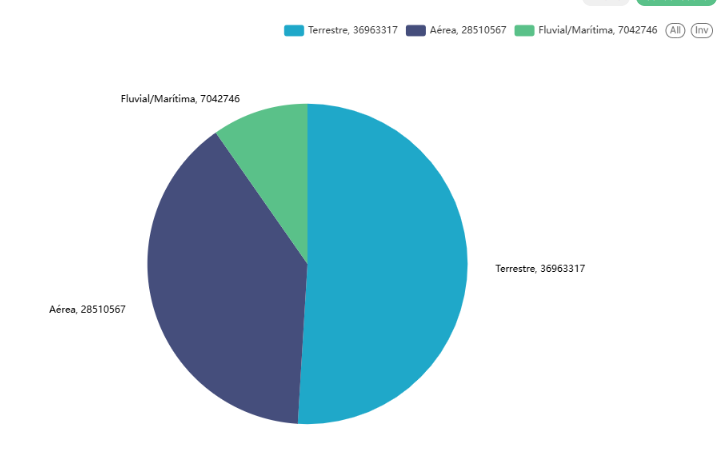 Terrestre, 36963317 Aérea, 28510567 Fluvial/Marítima, 7042746 All Inv
Fluvial/Marítima, 7042746
Terrestre, 36963317
Aérea, 28510567